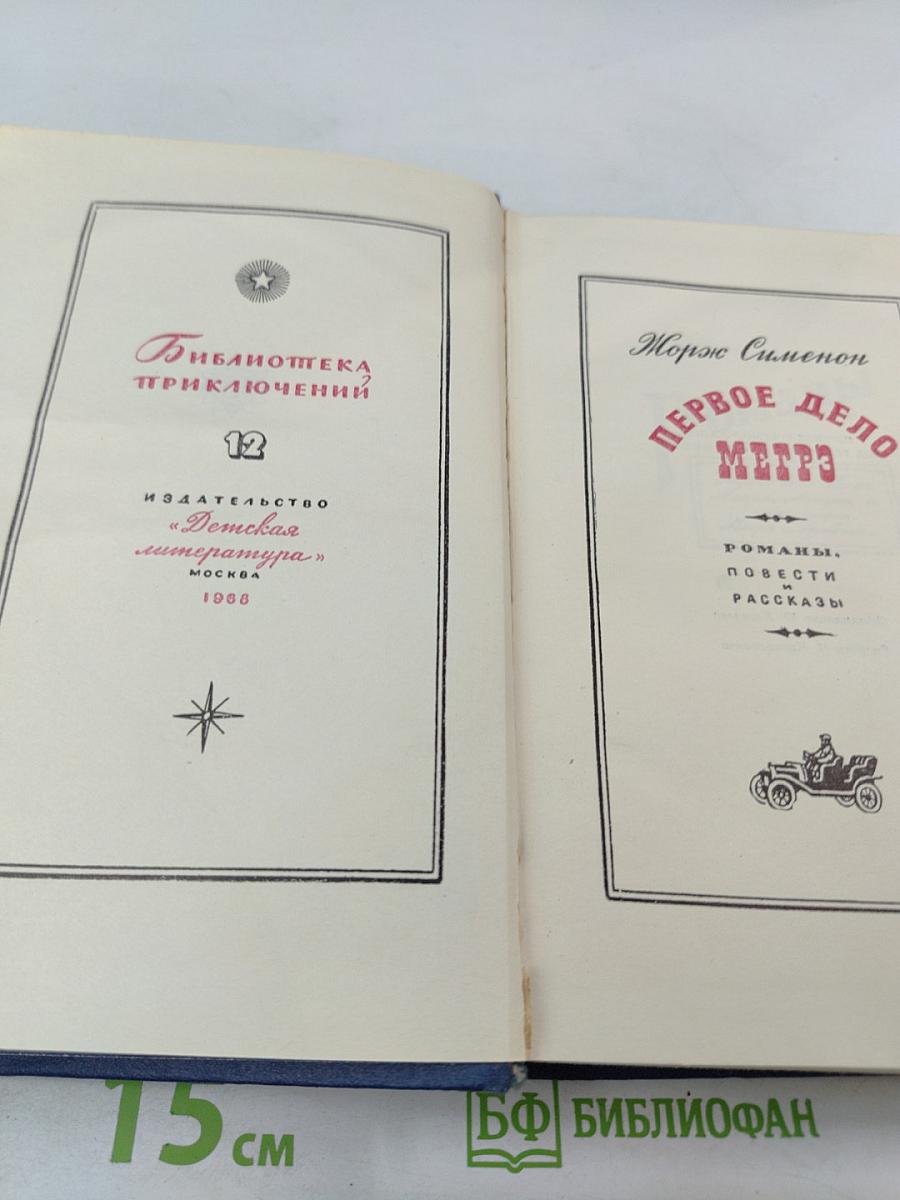 Библиотека
приключений
12
ИЗДАТЕЛЬСТВО
«Детская
литература»
МОСКВА
1968
Жорж Сименон
ПЕРВОЕ ДЕЛО
МЕГРЭ
РОМАНЫ,
ПОВЕСТИ
И
РАССКАЗЫ
15 см
БФ БИБЛИОФАН